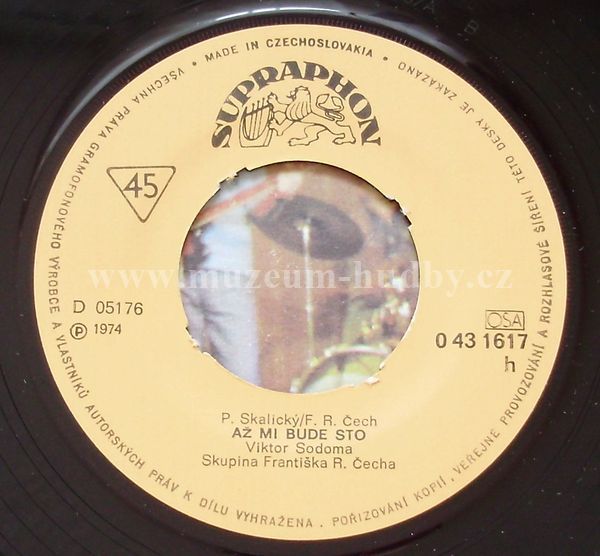 MADE IN CZECHOSLOVAKIA • VŠECHNA PRÁVA GRAMOFONOVÉHO VÝROBCE A VLASTNÍKŮ AUTORSKÝCH PRÁV K DÍLU VYHRAŽENA. POŘIZOVÁNÍ KOPIÍ, VEŘEJNÉ PROVOZOVÁNÍ A ROZHLASOVÉ ŠÍŘENÍ TÉTO DESKY JE ZAKÁZÁNO •
SUPRAPHON
45
www.muzeum-hudby.cz
D 05176
℗ 1974
OSA
0 43 1617
h
P. Skalický/F. R. Čech
AŽ MI BUDE STO
Viktor Sodoma
Skupina Františka R. Čecha